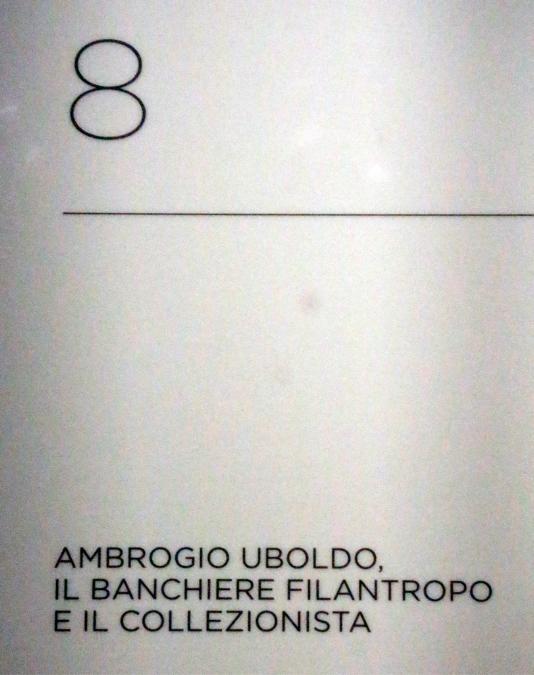 8
AMBROGIO UBOLDO,
IL BANCHIERE FILANTROPO
E IL COLLEZIONISTA